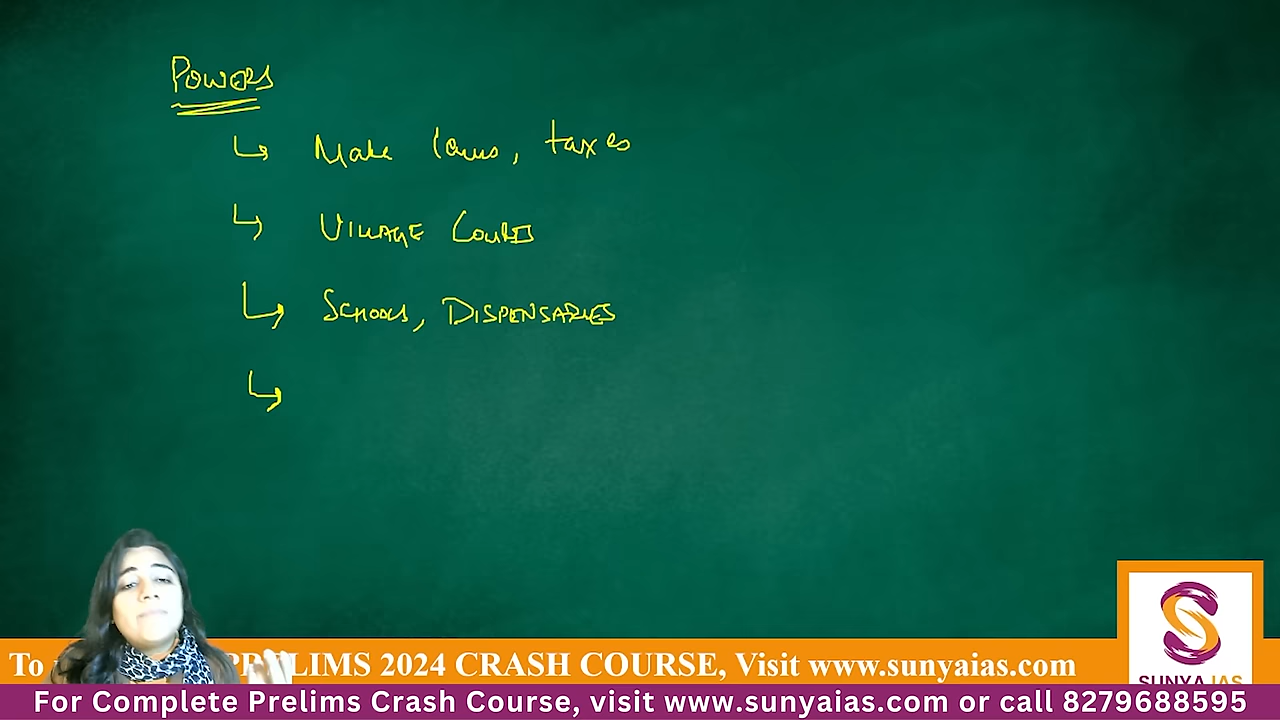 Powers
↳ Make laws, taxes
↳ VILLAGE COURTS
↳ SCHOOLS, DISPENSARIES
↳
To PRELIMS 2024 CRASH COURSE, Visit www.sunyaias.com
SUNYA IAS
For Complete Prelims Crash Course, visit www.sunyaias.com or call 8279688595